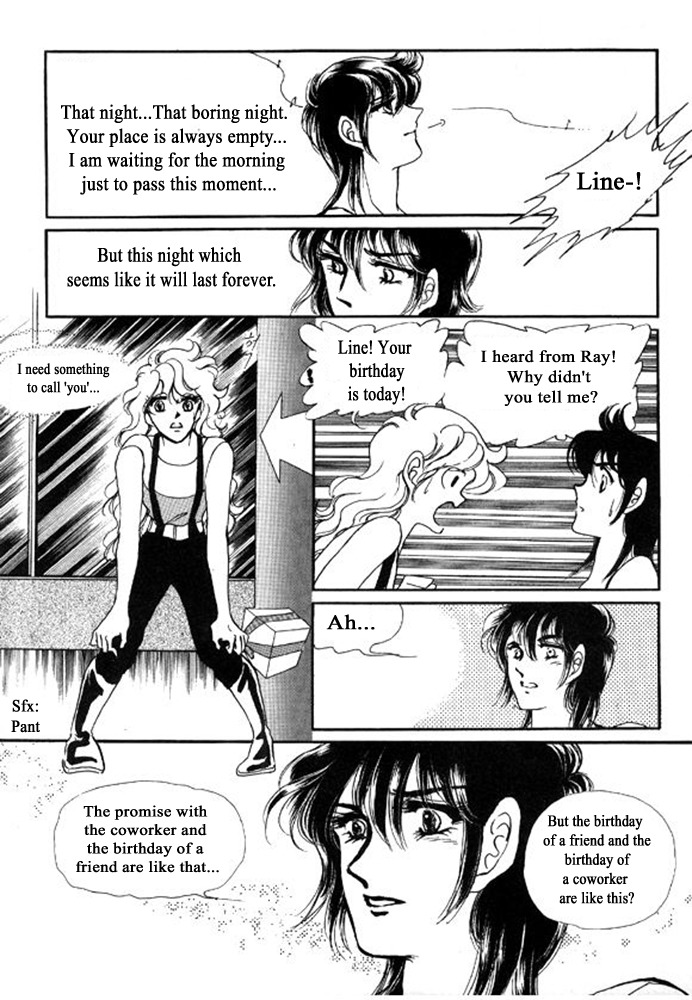 That night...That boring night.
Your place is always empty...
I am waiting for the morning
just to pass this moment...
Line-!
But this night which
seems like it will last forever.
I need something
to call 'you'...
Line! Your
birthday
is today!
I heard from Ray!
Why didn't
you tell me?
Ah...
Sfx:
Pant
The promise with
the coworker and
the birthday of a
friend are like that...
But the birthday
of a friend and the
birthday of
a coworker
are like this?